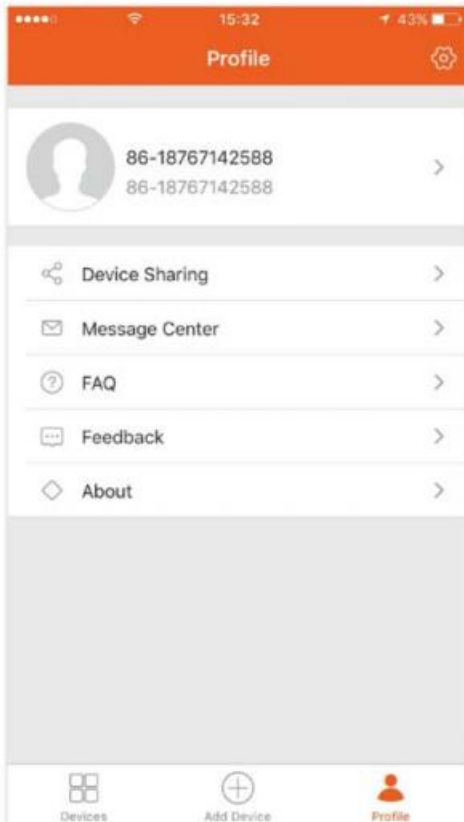 15:32
43%
Profile
86-18767142588
86-18767142588
Device Sharing
Message Center
FAQ
Feedback
About
Devices
Add Device
Profile